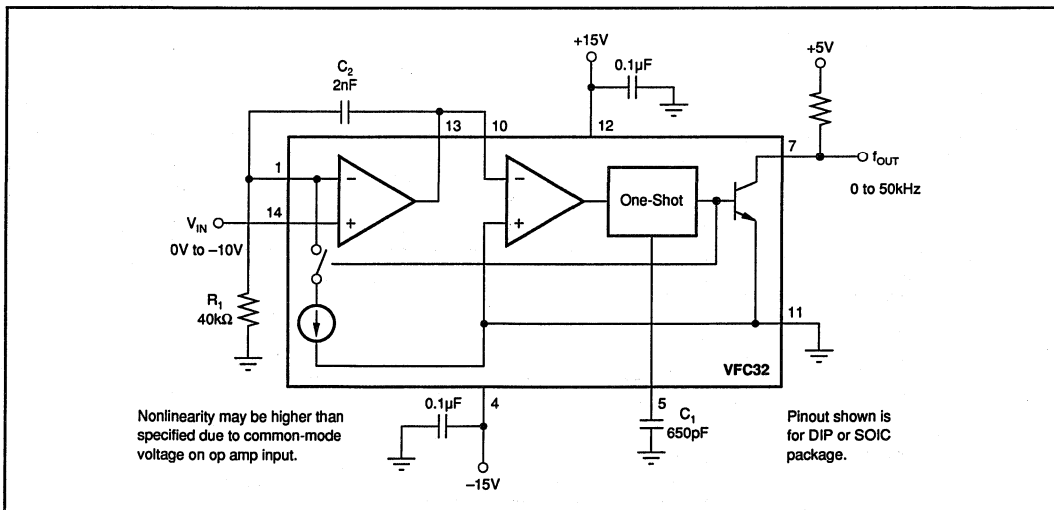 +15V
+5V
C₂
2nF
0.1µF
13
10
12
7
f_OUT
0 to 50kHz
1
14
V_IN
0V to –10V
–
+
–
+
One-Shot
R₁
40kΩ
11
VFC32
0.1µF
4
5
C₁
650pF
–15V
Nonlinearity may be higher than
specified due to common-mode
voltage on op amp input.
Pinout shown is
for DIP or SOIC
package.